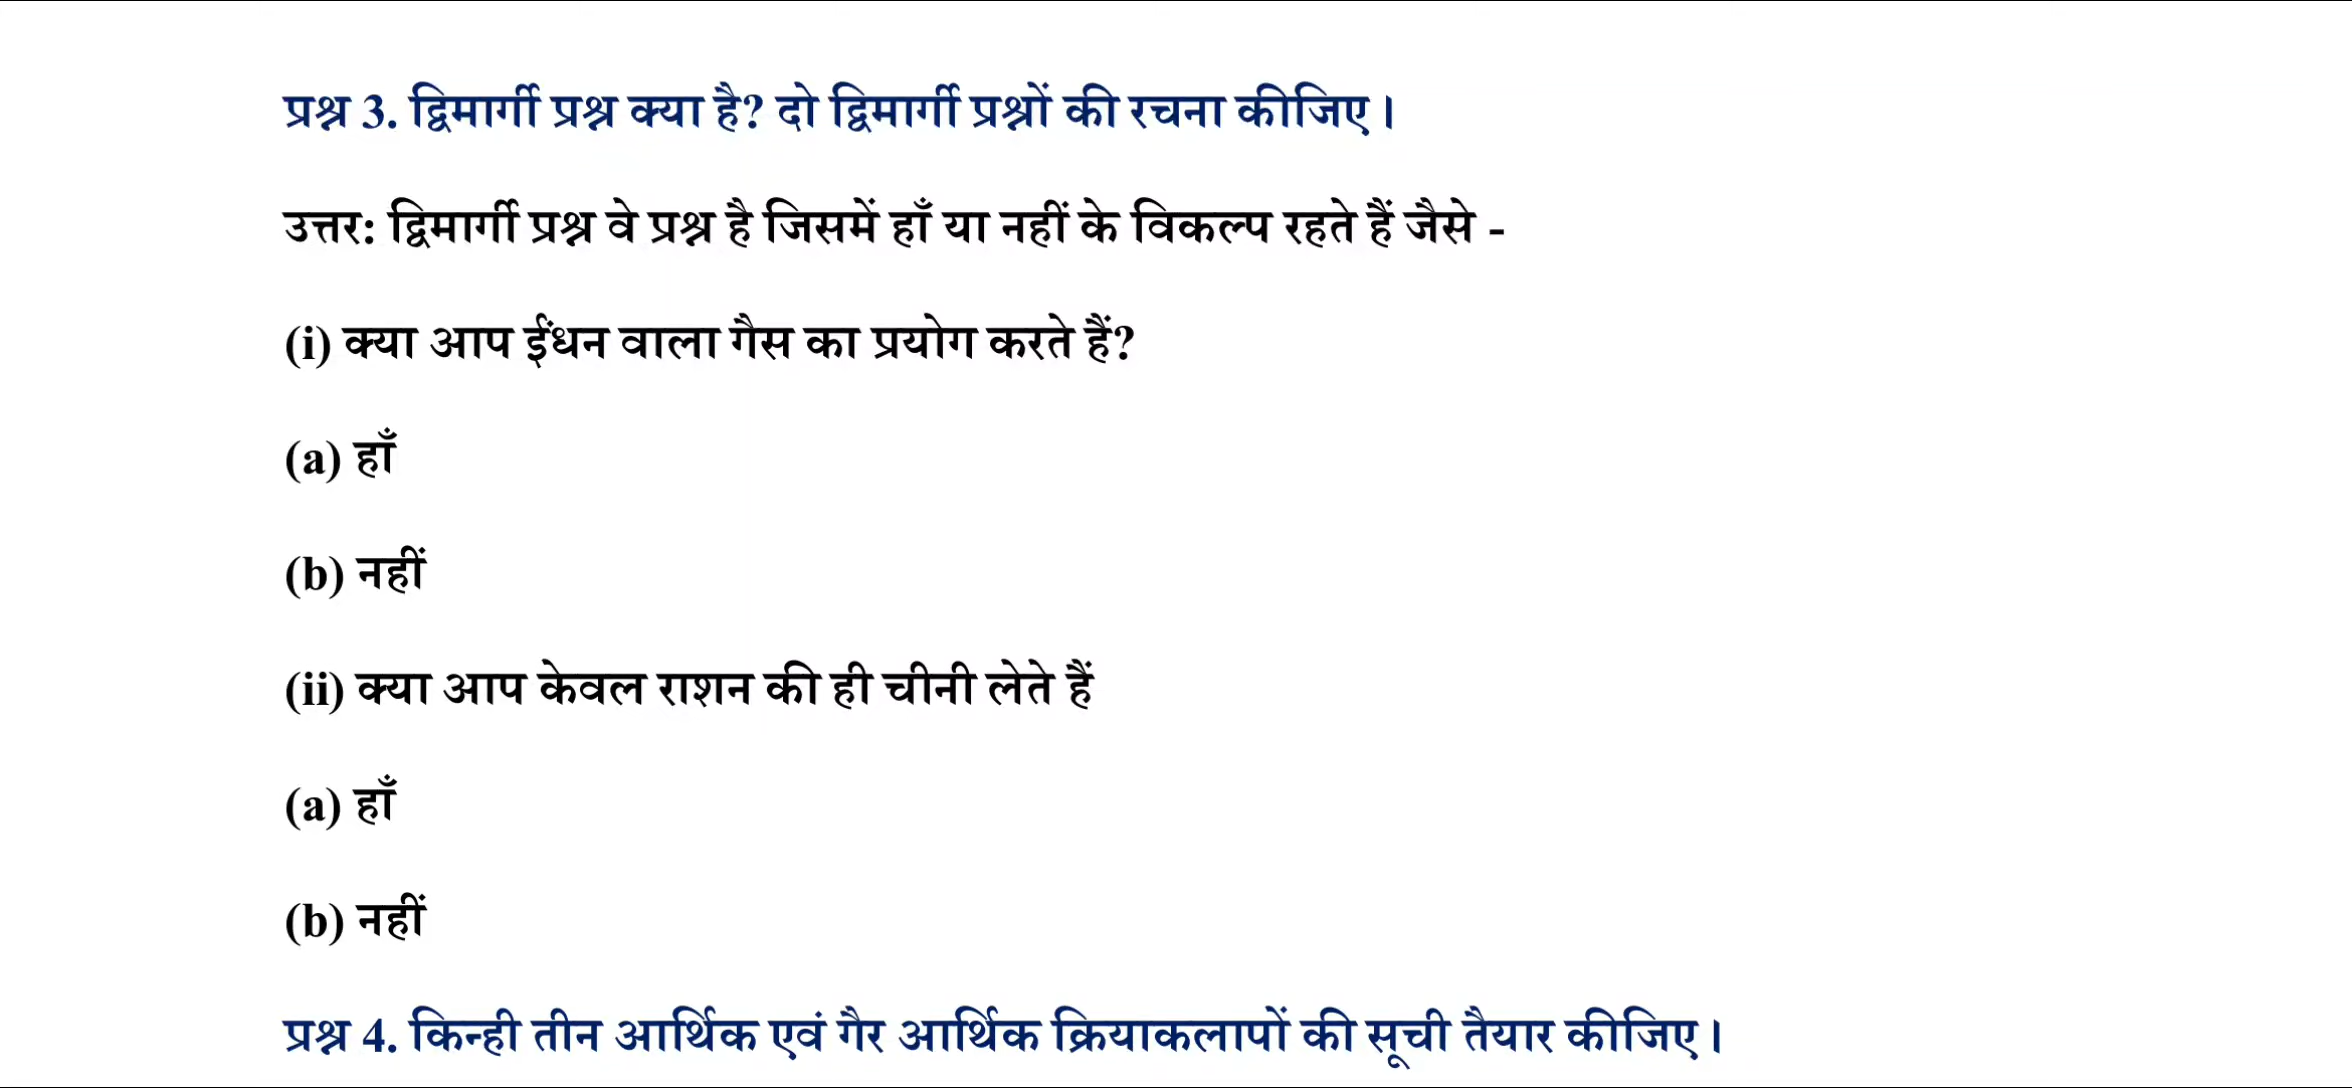 प्रश्न 3. द्विमार्गी प्रश्न क्या है? दो द्विमार्गी प्रश्नों की रचना कीजिए।
उत्तर: द्विमार्गी प्रश्न वे प्रश्न है जिसमें हाँ या नहीं के विकल्प रहते हैं जैसे -
(i) क्या आप ईंधन वाला गैस का प्रयोग करते हैं?
(a) हाँ
(b) नहीं
(ii) क्या आप केवल राशन की ही चीनी लेते हैं
(a) हाँ
(b) नहीं
प्रश्न 4. किन्ही तीन आर्थिक एवं गैर आर्थिक क्रियाकलापों की सूची तैयार कीजिए।